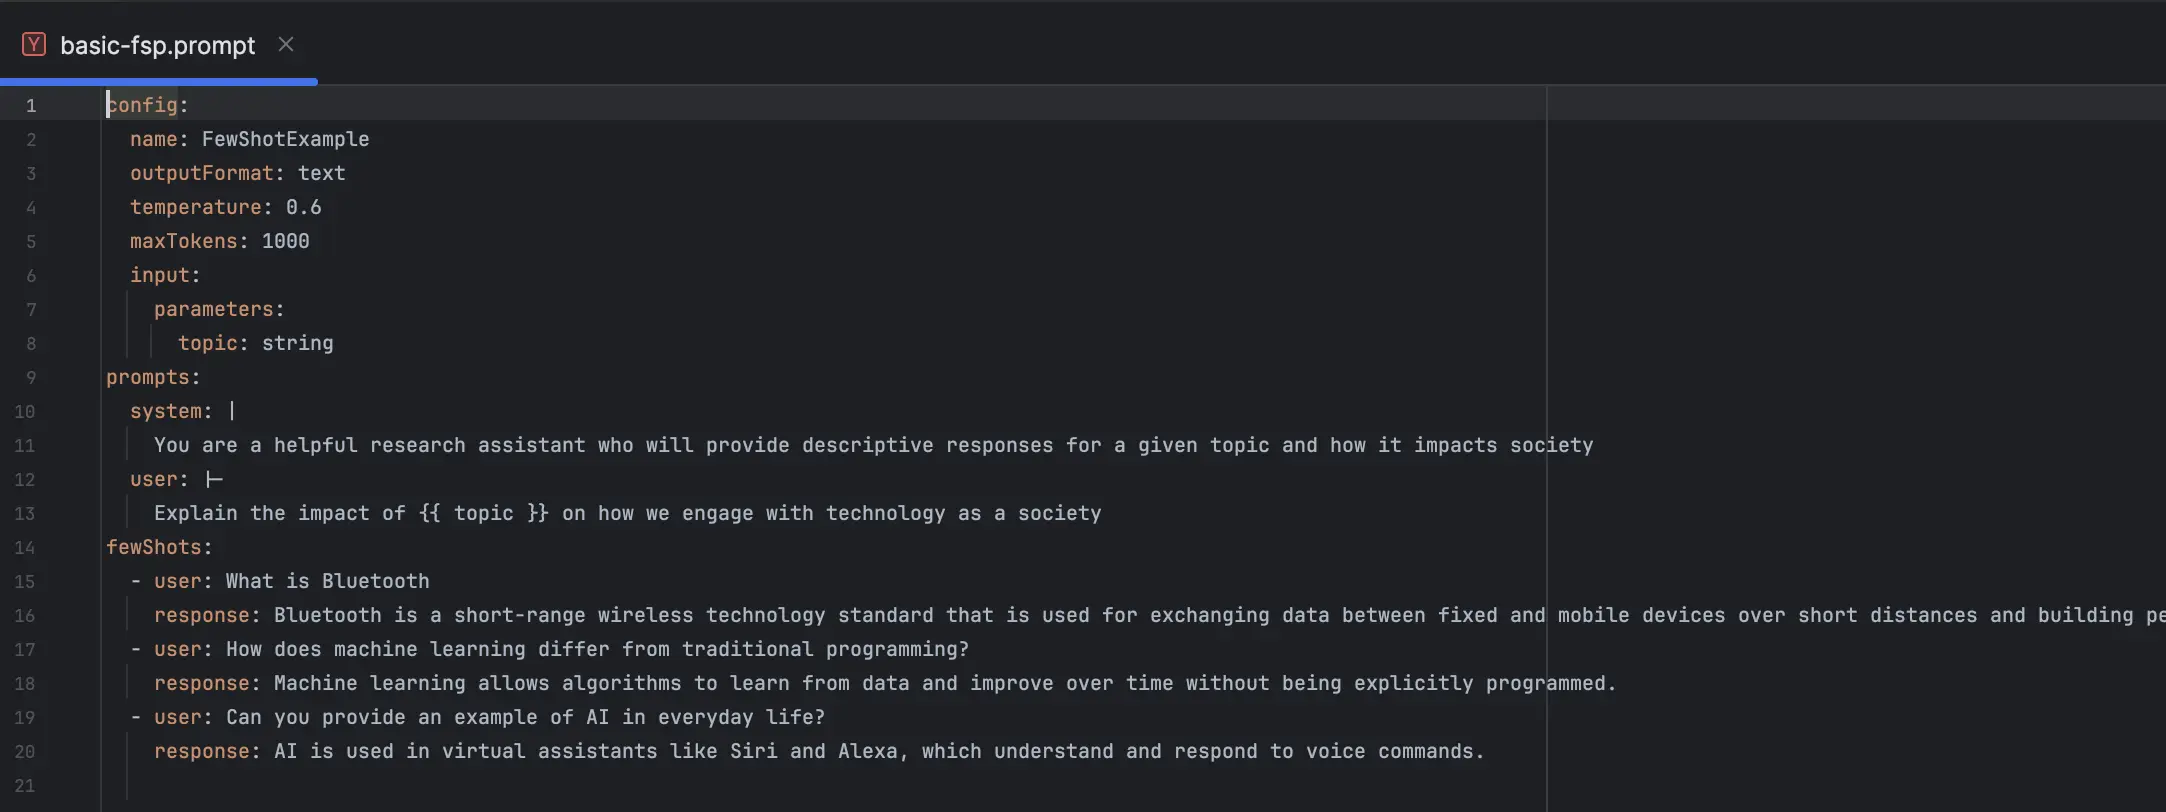 basic-fsp.prompt
1 config:
2 name: FewShotExample
3 outputFormat: text
4 temperature: 0.6
5 maxTokens: 1000
6 input:
7 parameters:
8 topic: string
9 prompts:
10 system: |
11 You are a helpful research assistant who will provide descriptive responses for a given topic and how it impacts society
12 user: |-
13 Explain the impact of {{ topic }} on how we engage with technology as a society
14 fewShots:
15 - user: What is Bluetooth
16 response: Bluetooth is a short-range wireless technology standard that is used for exchanging data between fixed and mobile devices over short distances and building pe
17 - user: How does machine learning differ from traditional programming?
18 response: Machine learning allows algorithms to learn from data and improve over time without being explicitly programmed.
19 - user: Can you provide an example of AI in everyday life?
20 response: AI is used in virtual assistants like Siri and Alexa, which understand and respond to voice commands.
21